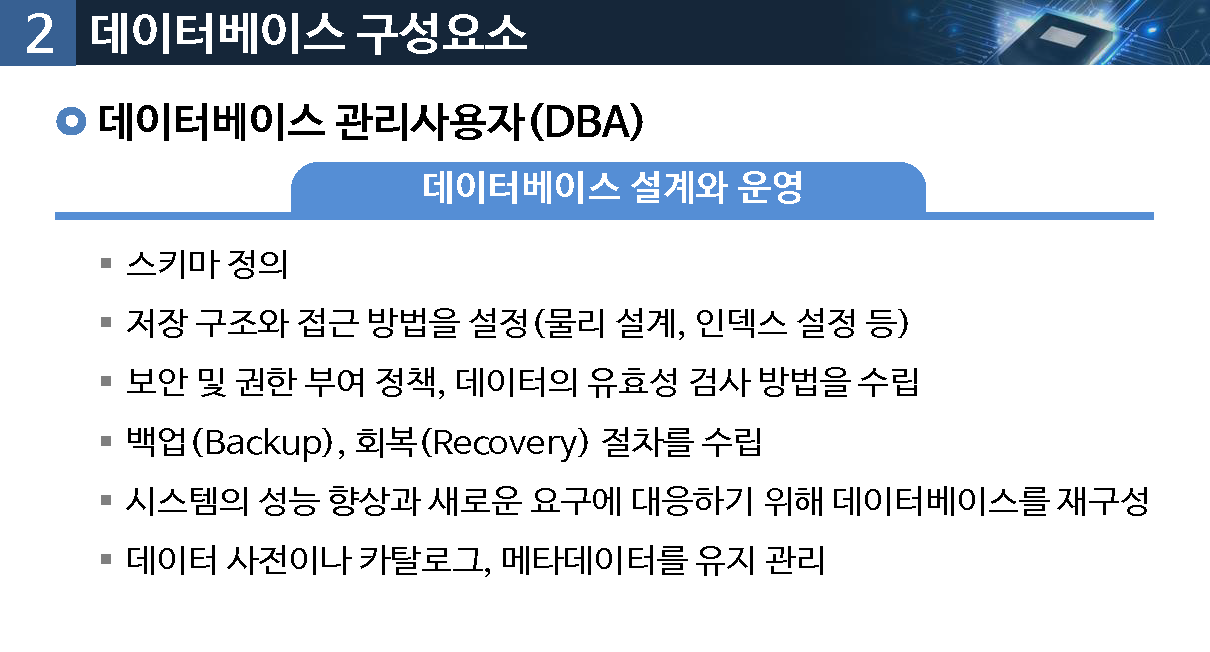 2 데이터베이스 구성요소
데이터베이스 관리사용자(DBA)
데이터베이스 설계와 운영
▪ 스키마 정의
▪ 저장 구조와 접근 방법을 설정(물리 설계, 인덱스 설정 등)
▪ 보안 및 권한 부여 정책, 데이터의 유효성 검사 방법을 수립
▪ 백업(Backup), 회복(Recovery) 절차를 수립
▪ 시스템의 성능 향상과 새로운 요구에 대응하기 위해 데이터베이스를 재구성
▪ 데이터 사전이나 카탈로그, 메타데이터를 유지 관리